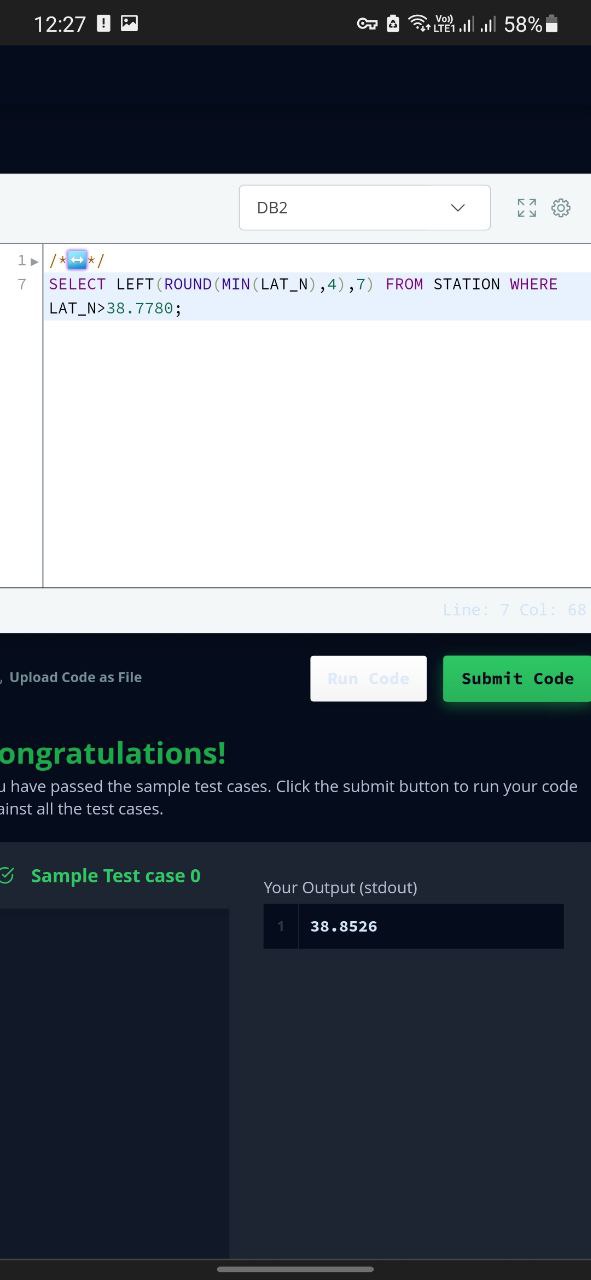 12:27 Vo)) LTE1 58%
DB2
1 /*↔*/
7 SELECT LEFT(ROUND(MIN(LAT_N),4),7) FROM STATION WHERE
LAT_N>38.7780;
Line: 7 Col: 68
Upload Code as File Run Code Submit Code
ongratulations!
u have passed the sample test cases. Click the submit button to run your code
ainst all the test cases.
Sample Test case 0
Your Output (stdout)
1 38.8526